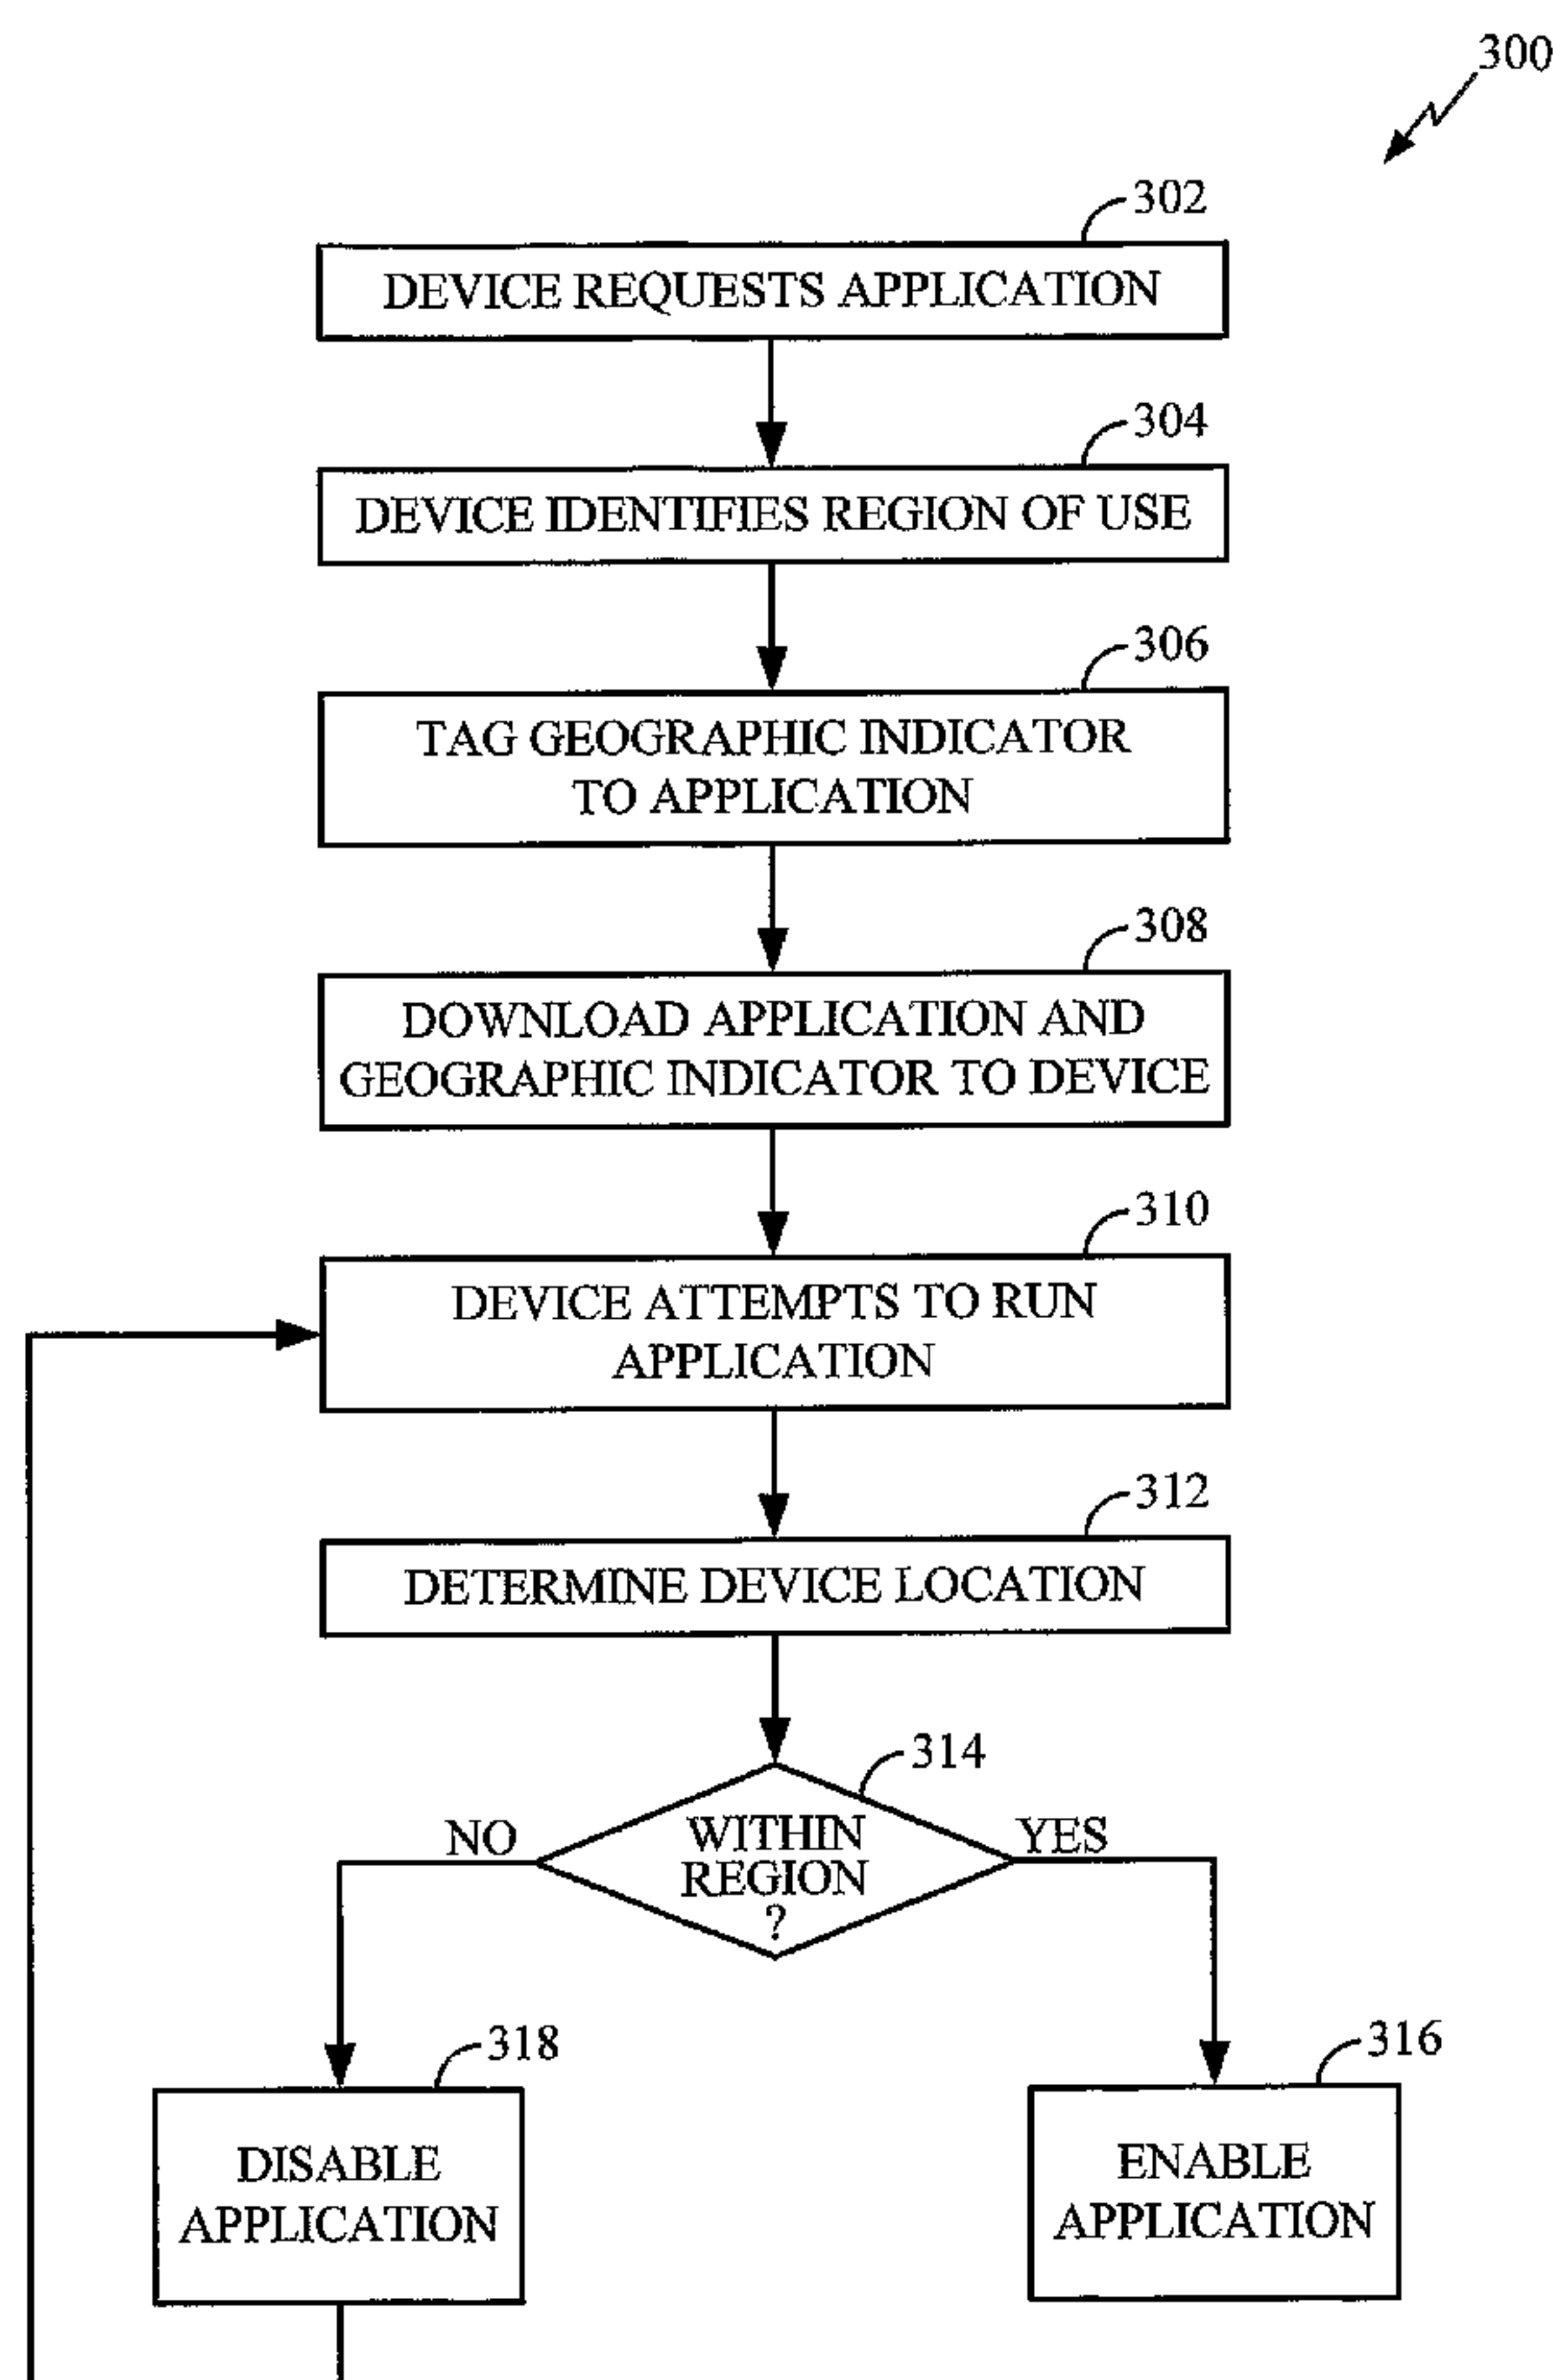 300
302
DEVICE REQUESTS APPLICATION
304
DEVICE IDENTIFIES REGION OF USE
306
TAG GEOGRAPHIC INDICATOR
TO APPLICATION
308
DOWNLOAD APPLICATION AND
GEOGRAPHIC INDICATOR TO DEVICE
310
DEVICE ATTEMPTS TO RUN
APPLICATION
312
DETERMINE DEVICE LOCATION
314
NO
WITHIN
REGION
?
YES
318
DISABLE
APPLICATION
316
ENABLE
APPLICATION